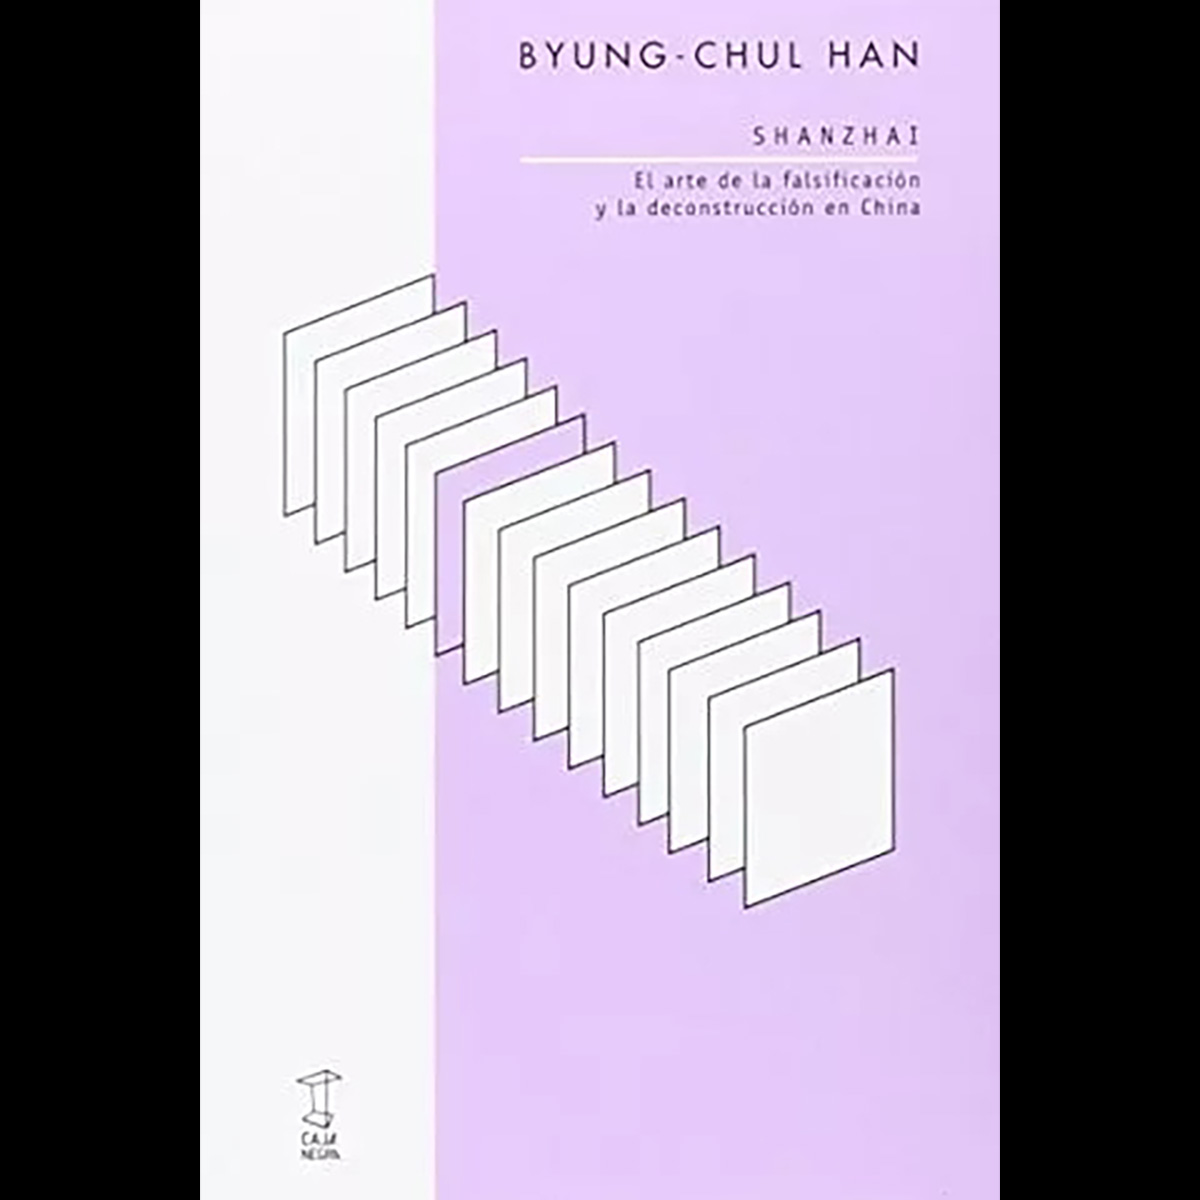 BYUNG-CHUL HAN
SHANZHAI
El arte de la falsificación
y la deconstrucción en China
CAJA
NEGRA